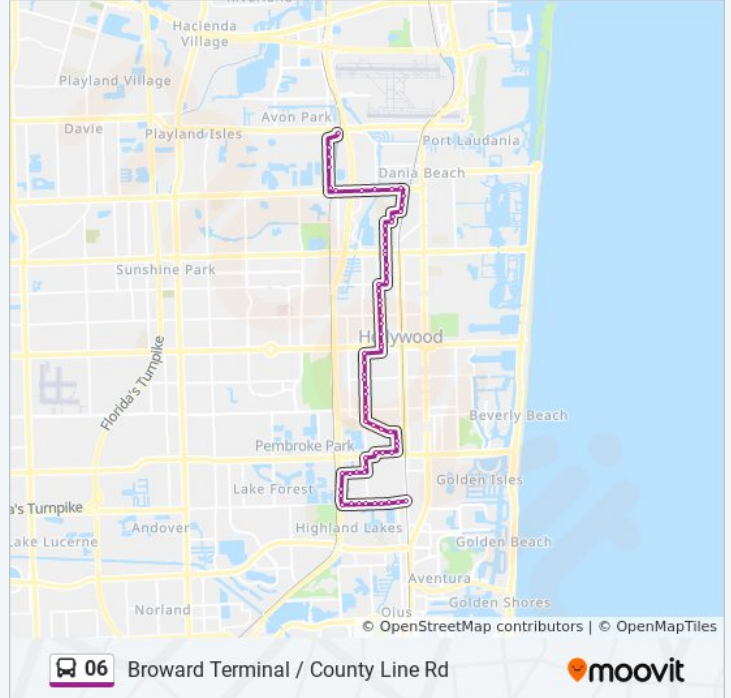 Riverland
Hacienda
Village
Playland Village
Avon Park
Davie
Playland Isles
Port Laudania
Dania Beach
Sunshine Park
Hollywood
Florida's Turnpike
Beverly Beach
Pembroke Park
Lake Forest
Golden Isles
a's Turnpike
Andover
Highland Lakes
ake Lucerne
Golden Beach
Aventura
Norland
Golden Shores
Ojus
© OpenStreetMap contributors | © OpenMapTiles
06 Broward Terminal / County Line Rd
moovit